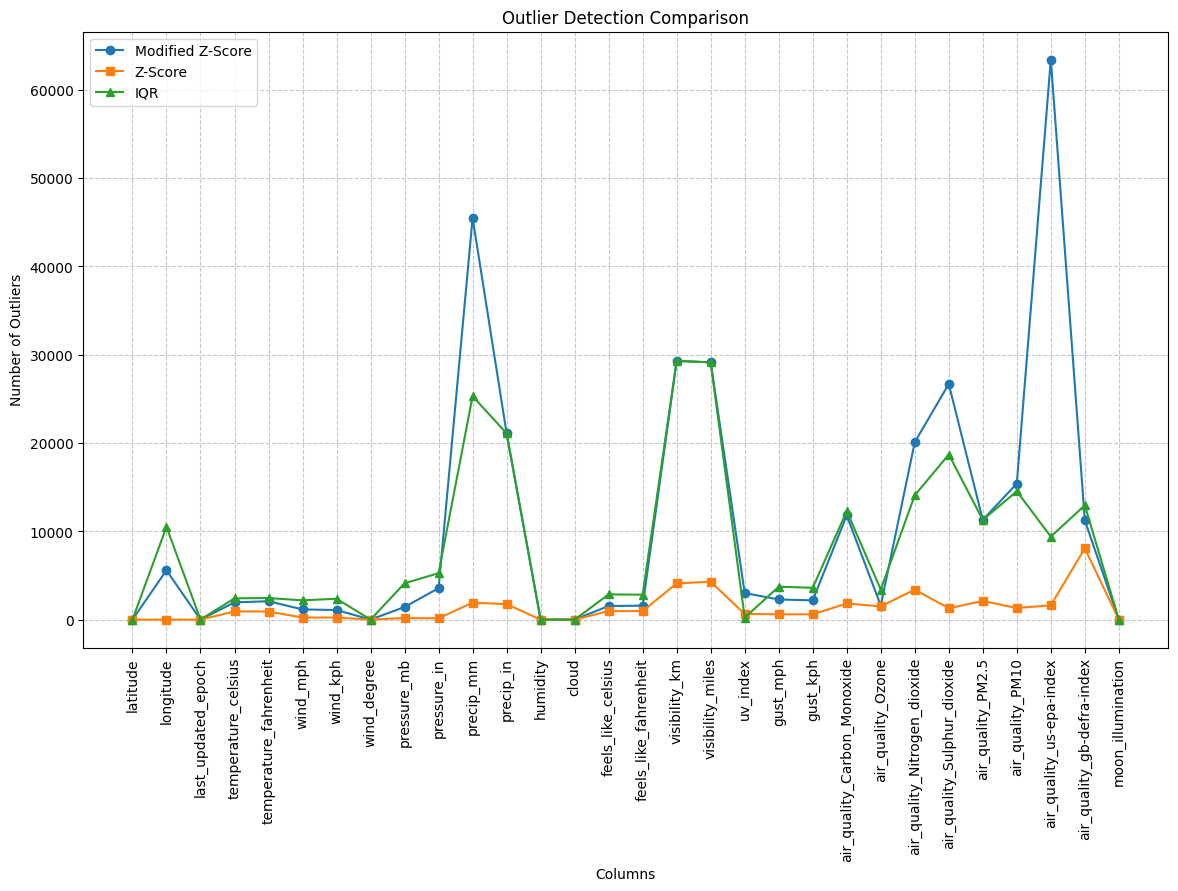 Outlier Detection Comparison
Modified Z-Score
Z-Score
IQR
Number of Outliers
60000
50000
40000
30000
20000
10000
0
latitude
longitude
last_updated_epoch
temperature_celsius
temperature_fahrenheit
wind_mph
wind_kph
wind_degree
pressure_mb
pressure_in
precip_mm
precip_in
humidity
cloud
feels_like_celsius
feels_like_fahrenheit
visibility_km
visibility_miles
uv_index
gust_mph
gust_kph
air_quality_Carbon_Monoxide
air_quality_Ozone
air_quality_Nitrogen_dioxide
air_quality_Sulphur_dioxide
air_quality_PM2.5
air_quality_PM10
air_quality_us-epa-index
air_quality_gb-defra-index
moon_illumination
Columns